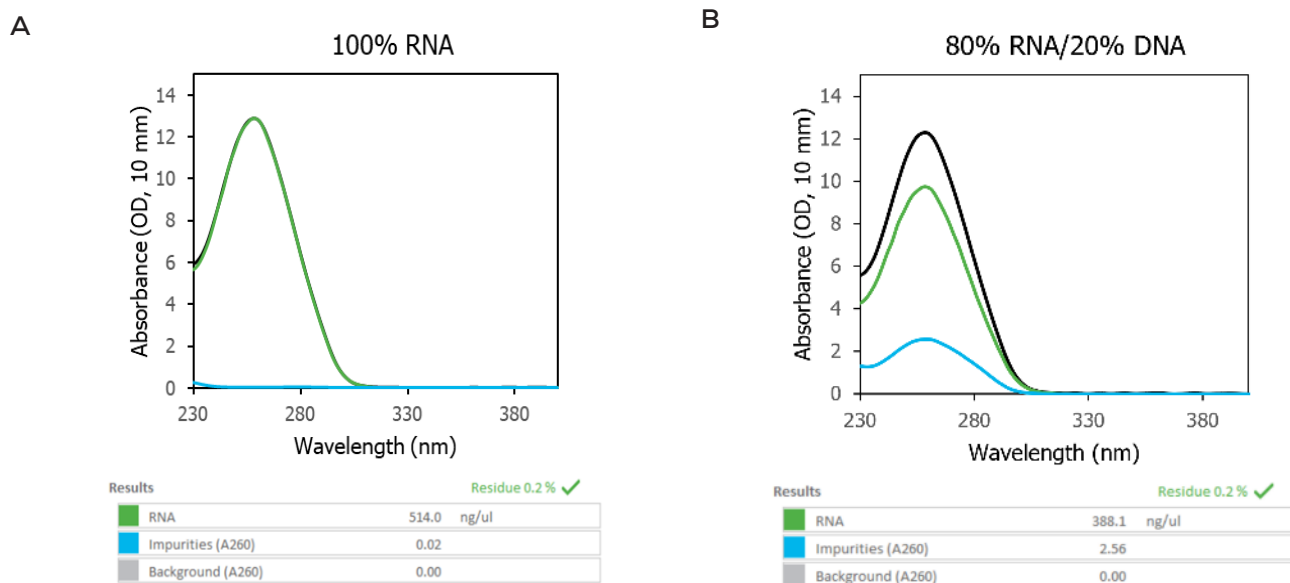 A
100% RNA
Absorbance (OD, 10 mm)
14
12
10
8
6
4
2
0
230
280
330
380
Wavelength (nm)
Results
Residue 0.2 % ✓
RNA 514.0 ng/ul
Impurities (A260) 0.02
Background (A260) 0.00
B
80% RNA/20% DNA
Absorbance (OD, 10 mm)
14
12
10
8
6
4
2
0
230
280
330
380
Wavelength (nm)
Results
Residue 0.2 % ✓
RNA 388.1 ng/ul
Impurities (A260) 2.56
Background (A260) 0.00